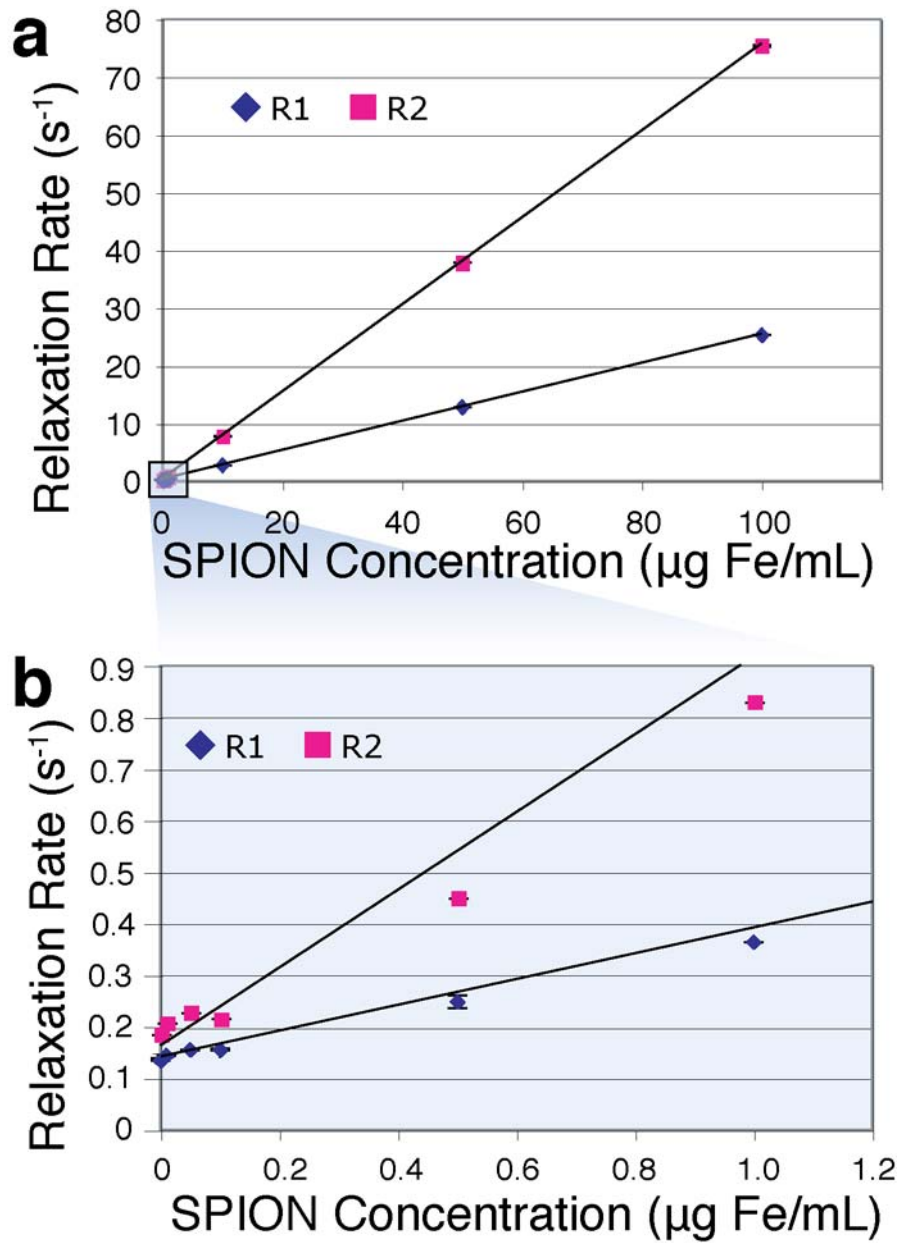 a
80
70
60
50
40
30
20
10
0
Relaxation Rate (s⁻¹)
R1 R2
0 20 40 60 80 100
SPION Concentration (µg Fe/mL)
b
0.9
0.8
0.7
0.6
0.5
0.4
0.3
0.2
0.1
0
Relaxation Rate (s⁻¹)
R1 R2
0 0.2 0.4 0.6 0.8 1.0 1.2
SPION Concentration (µg Fe/mL)